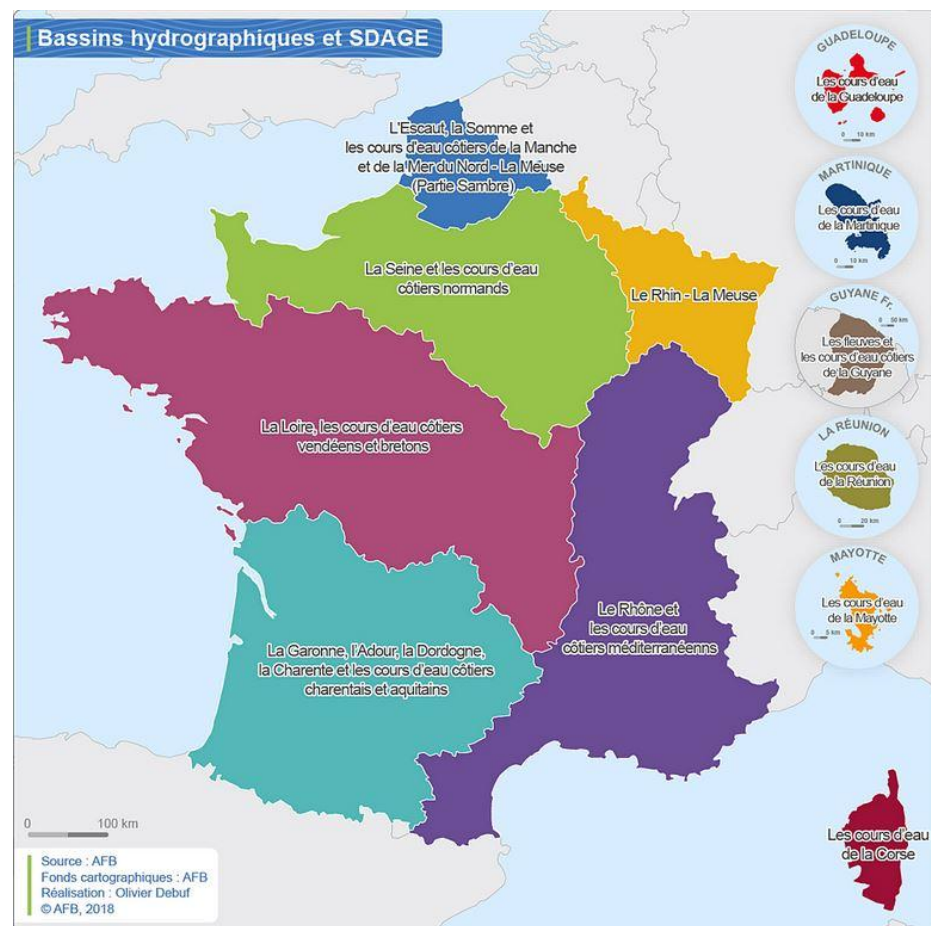 Bassins hydrographiques et SDAGE
L'Escaut, la Somme et
les cours d'eau côtiers de la Manche
et de la Mer du Nord - La Meuse
(Partie Sambre)
La Seine et les cours d'eau
côtiers normands
Le Rhin - La Meuse
La Loire, les cours d'eau côtiers
vendéens et bretons
Le Rhône et
les cours d'eau
côtiers méditerranéenns
La Garonne, l'Adour, la Dordogne,
la Charente et les cours d'eau côtiers
charentais et aquitains
Les cours d'eau
de la Corse
GUADELOUPE
Les cours d'eau
de la Guadeloupe
0 10 km
MARTINIQUE
Les cours d'eau
de la Martinique
0 10 km
GUYANE Fr.
0 50 km
Les fleuves et
les cours d'eau côtiers
de la Guyane
LA RÉUNION
Les cours d'eau
de la Réunion
0 20 km
MAYOTTE
Les cours d'eau
de la Mayotte
0 5 km
0 100 km
Source : AFB
Fonds cartographiques : AFB
Réalisation : Olivier Debuf
© AFB, 2018